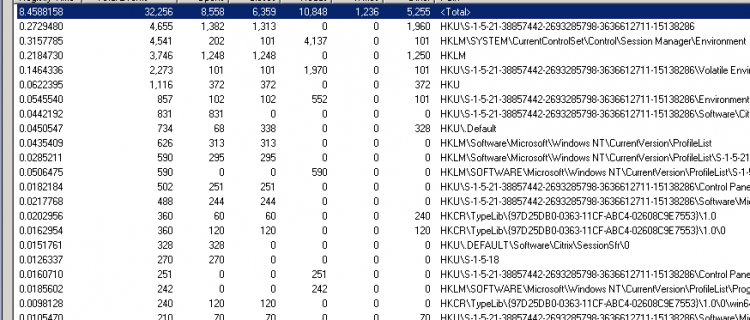 8.4588158 32,256 8,558 6,359 10,848 1,236 5,255 <Total>
0.2729480 4,655 1,382 1,313 0 0 1,960 HKU\S-1-5-21-38857442-2693285798-3636612711-15138286
0.3157785 4,541 202 101 4,137 0 101 HKLM\SYSTEM\CurrentControlSet\Control\Session Manager\Environment
0.2184730 3,746 1,248 1,248 0 0 1,250 HKLM
0.1464336 2,273 101 101 1,970 0 101 HKU\S-1-5-21-38857442-2693285798-3636612711-15138286\Volatile Envir
0.0622395 1,116 372 372 0 0 372 HKU
0.0545540 857 102 102 552 0 101 HKU\S-1-5-21-38857442-2693285798-3636612711-15138286\Environment
0.0442192 831 831 0 0 0 0 HKU\S-1-5-21-38857442-2693285798-3636612711-15138286\Software\Cit
0.0450547 734 68 338 0 0 328 HKU\.Default
0.0435409 626 313 313 0 0 0 HKLM\Software\Microsoft\Windows NT\CurrentVersion\ProfileList
0.0285211 590 295 295 0 0 0 HKLM\Software\Microsoft\Windows NT\CurrentVersion\ProfileList\S-1-5-21
0.0506475 590 0 0 590 0 0 HKLM\SOFTWARE\Microsoft\Windows NT\CurrentVersion\ProfileList\S-1-5
0.0182184 502 251 251 0 0 0 HKU\S-1-5-21-38857442-2693285798-3636612711-15138286\Control Pane
0.0217768 488 244 244 0 0 0 HKU\S-1-5-21-38857442-2693285798-3636612711-15138286\Software\Mic
0.0202956 360 60 60 0 0 240 HKCR\TypeLib\{97D25DB0-0363-11CF-ABC4-02608C9E7553}\1.0
0.0162954 360 120 120 0 0 120 HKCR\TypeLib\{97D25DB0-0363-11CF-ABC4-02608C9E7553}\1.0\0
0.0151761 328 328 0 0 0 0 HKU\.DEFAULT\Software\Citrix\SessionSfr\0
0.0126337 270 270 0 0 0 0 HKU\S-1-5-18
0.0160710 251 0 0 251 0 0 HKU\S-1-5-21-38857442-2693285798-3636612711-15138286\Control Pane
0.0185602 242 0 0 242 0 0 HKLM\SOFTWARE\Microsoft\Windows NT\CurrentVersion\ProfileList\Prog
0.0098128 240 120 120 0 0 0 HKCR\TypeLib\{97D25DB0-0363-11CF-ABC4-02608C9E7553}\1.0\0\win6
0.0105470 210 70 70 0 0 70 HKU\S-1-5-21-38857442-2693285798-3636612711-15138286\Software\Mic